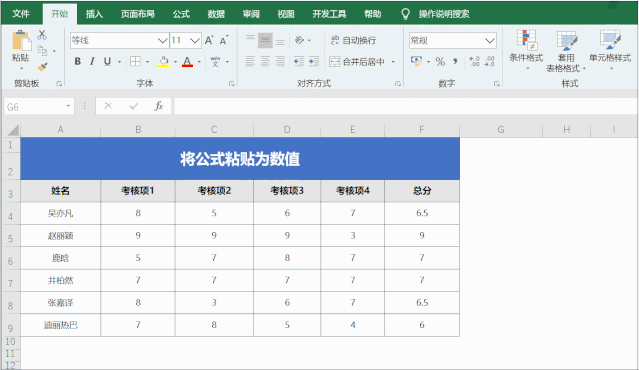 文件 开始 插入 页面布局 公式 数据 审阅 视图 开发工具 帮助 操作说明搜索
等线 11 A A ab 自动换行 常规
粘贴 B I U A wén 文 合并后居中 % 条件格式 套用 表格格式 单元格样式
剪贴板 字体 对齐方式 数字 样式
G6 fx
A B C D E F G H I
1
2 将公式粘贴为数值
3 姓名 考核项1 考核项2 考核项3 考核项4 总分
4 吴亦凡 8 5 6 7 6.5
5 赵丽颖 9 9 9 3 9
6 鹿晗 5 7 8 7 7
7 井柏然 7 7 7 7 7
8 张嘉译 8 3 6 7 6.5
9 迪丽热巴 7 8 5 4 6
10
11
12